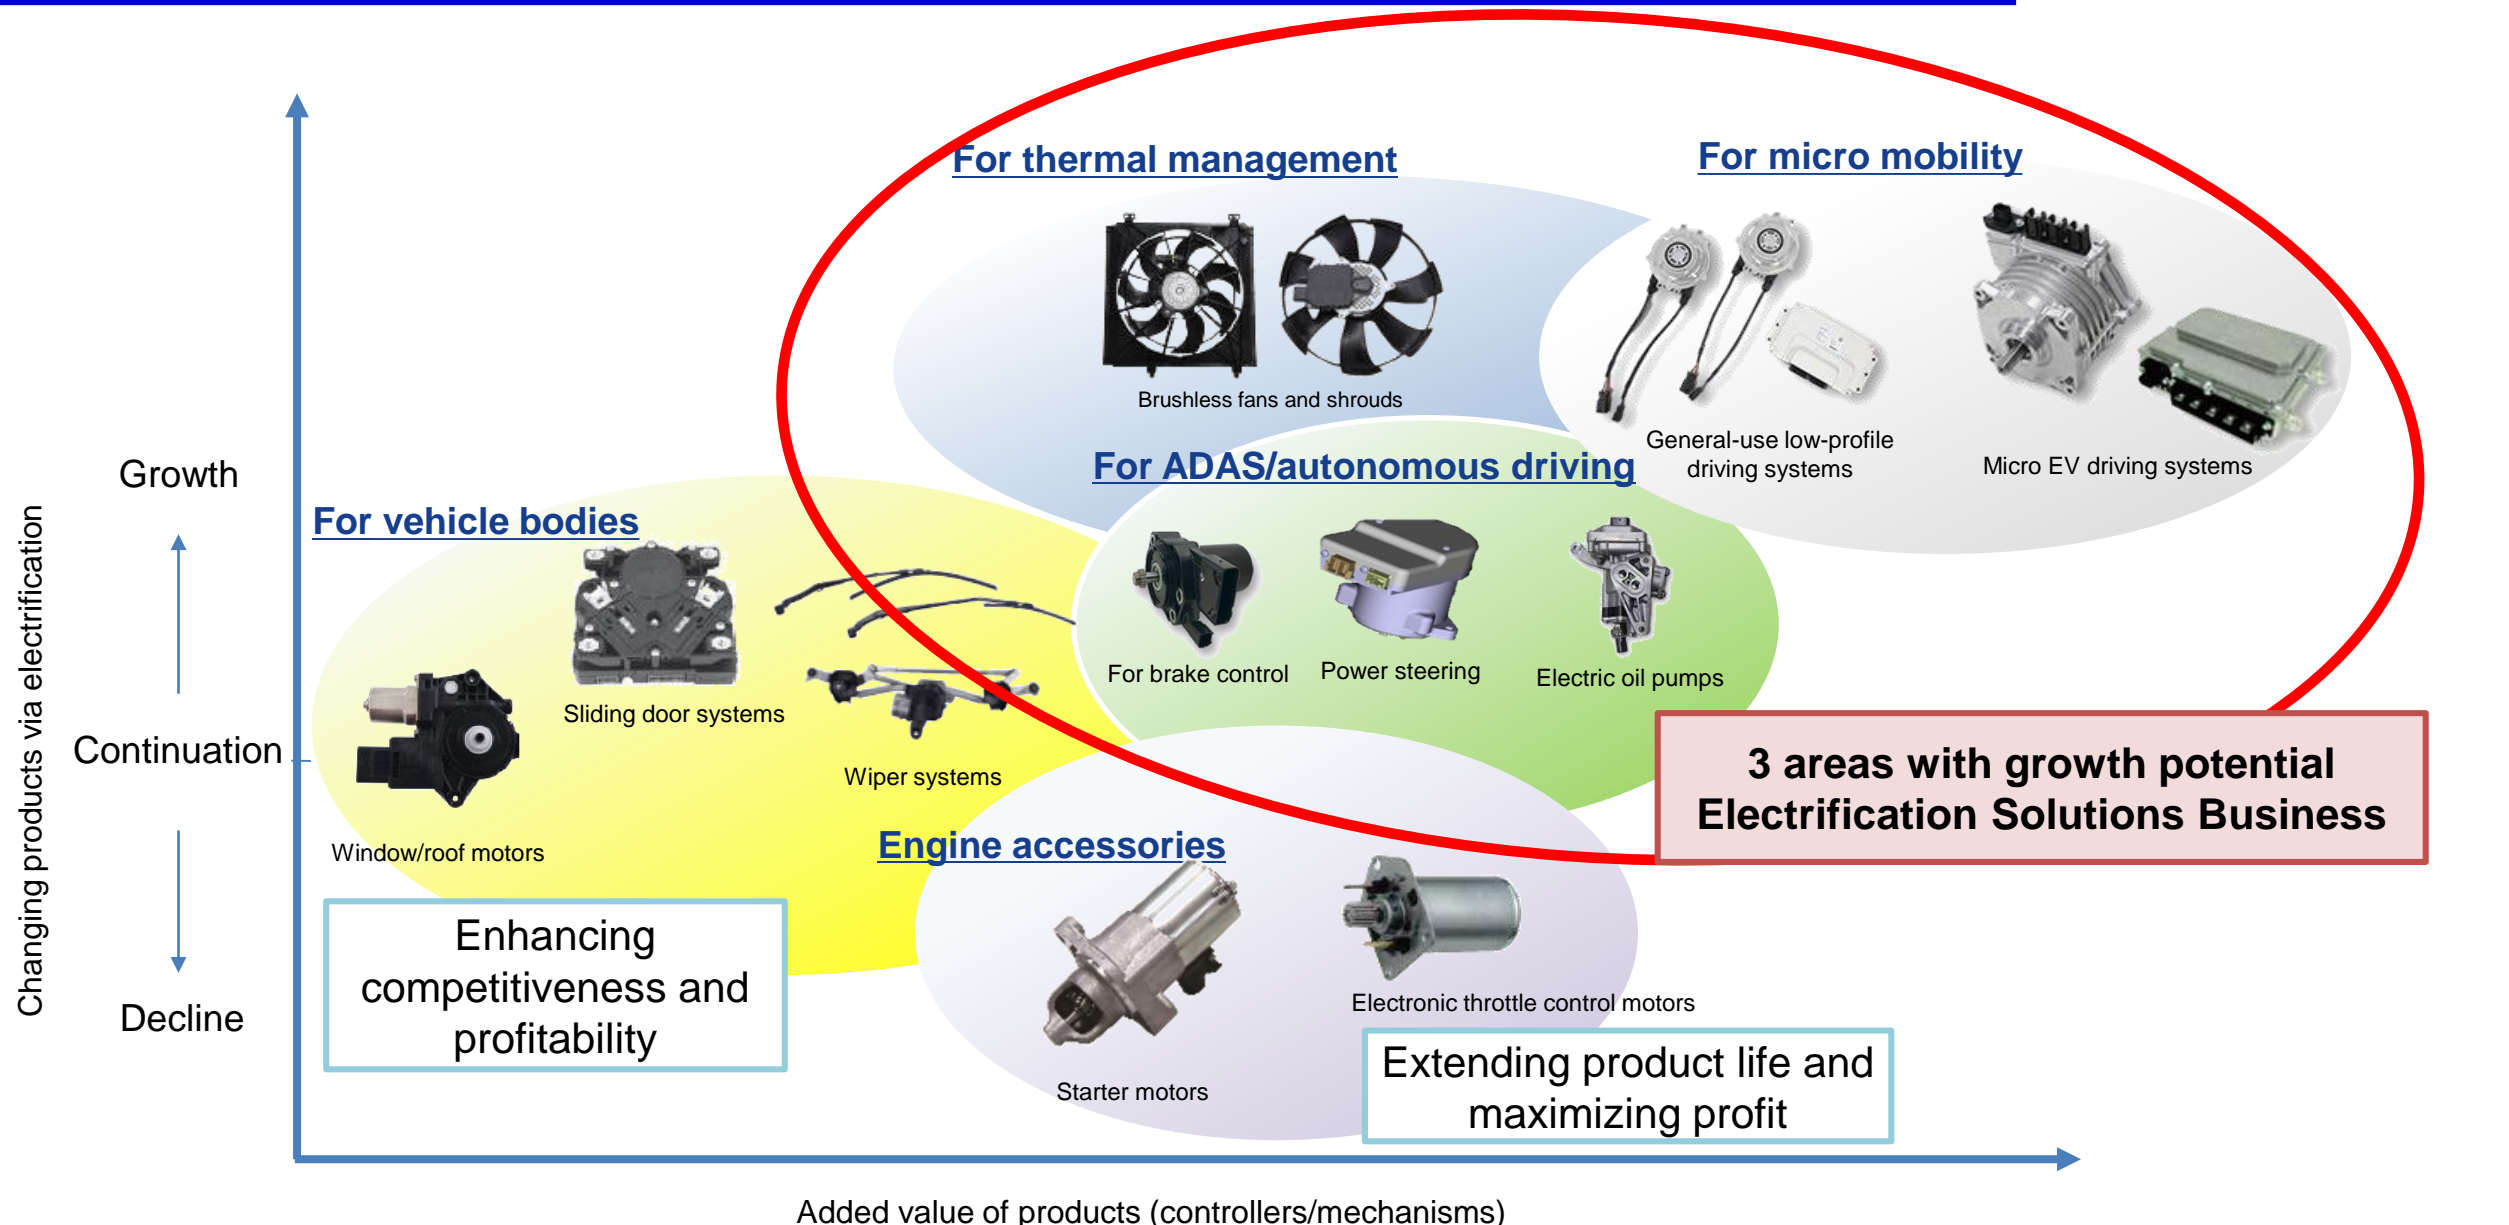 For thermal management
For micro mobility
Brushless fans and shrouds
General-use low-profile
driving systems
Micro EV driving systems
Growth
For ADAS/autonomous driving
For vehicle bodies
For brake control
Power steering
Electric oil pumps
Sliding door systems
Changing products via electrification
Continuation
Wiper systems
3 areas with growth potential
Electrification Solutions Business
Window/roof motors
Engine accessories
Enhancing
competitiveness and
profitability
Decline
Electronic throttle control motors
Starter motors
Extending product life and
maximizing profit
Added value of products (controllers/mechanisms)